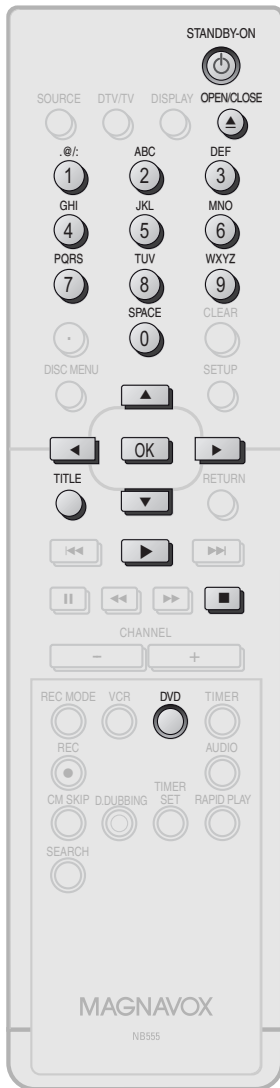 STANDBY-ON
SOURCE DTV/TV DISPLAY OPEN/CLOSE
.@/: ABC DEF
1 2 3
GHI JKL MNO
4 5 6
PQRS TUV WXYZ
7 8 9
SPACE CLEAR
0
DISC MENU SETUP
OK
TITLE RETURN
CHANNEL
– +
REC MODE VCR DVD TIMER
REC AUDIO
CM SKIP D.DUBBING TIMER SET RAPID PLAY
SEARCH
MAGNAVOX
NB555